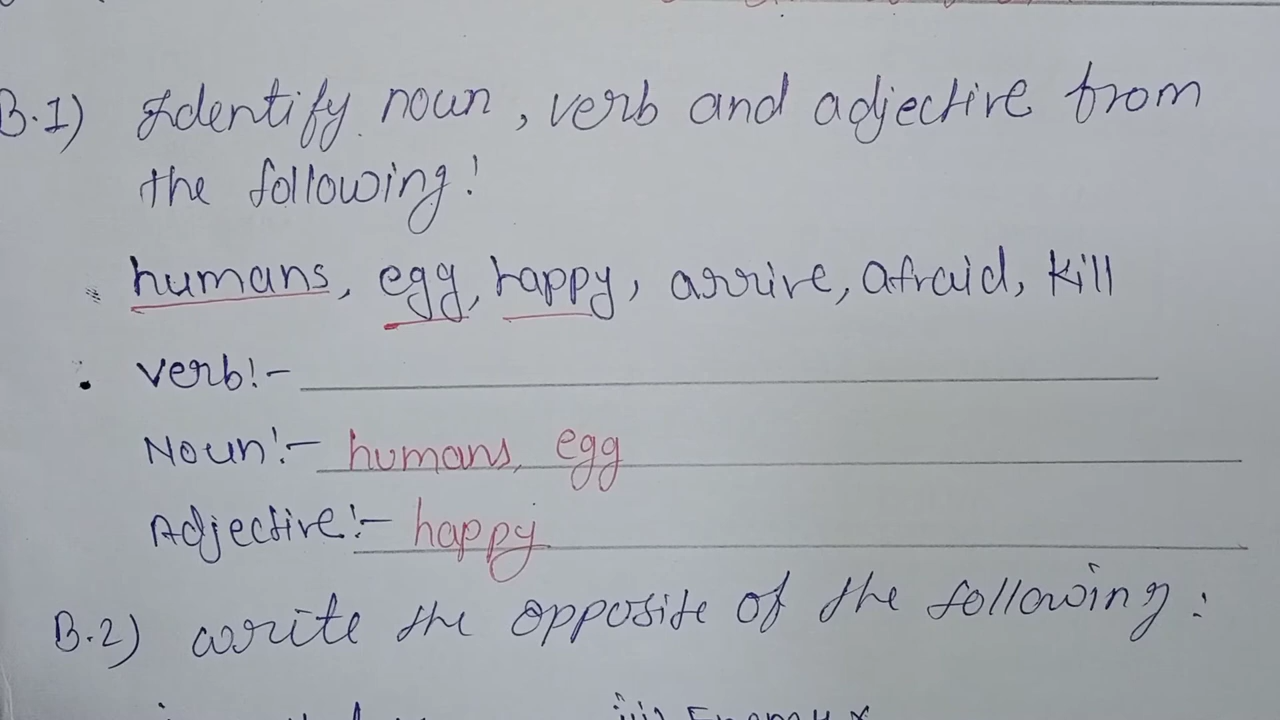 B.1) Identify noun, verb and adjective from
the following:
humans, egg, happy, arrive, afraid, kill
verb:-
Noun:- humans, egg
Adjective:- happy
B.2) write the opposite of the following:
iii)